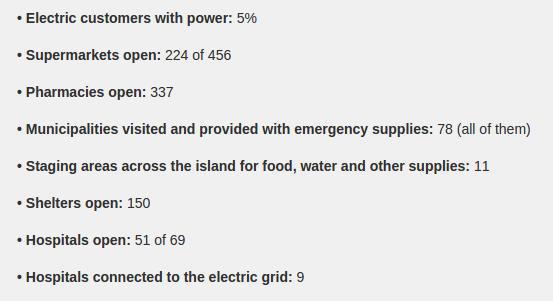 • Electric customers with power: 5%
• Supermarkets open: 224 of 456
• Pharmacies open: 337
• Municipalities visited and provided with emergency supplies: 78 (all of them)
• Staging areas across the island for food, water and other supplies: 11
• Shelters open: 150
• Hospitals open: 51 of 69
• Hospitals connected to the electric grid: 9